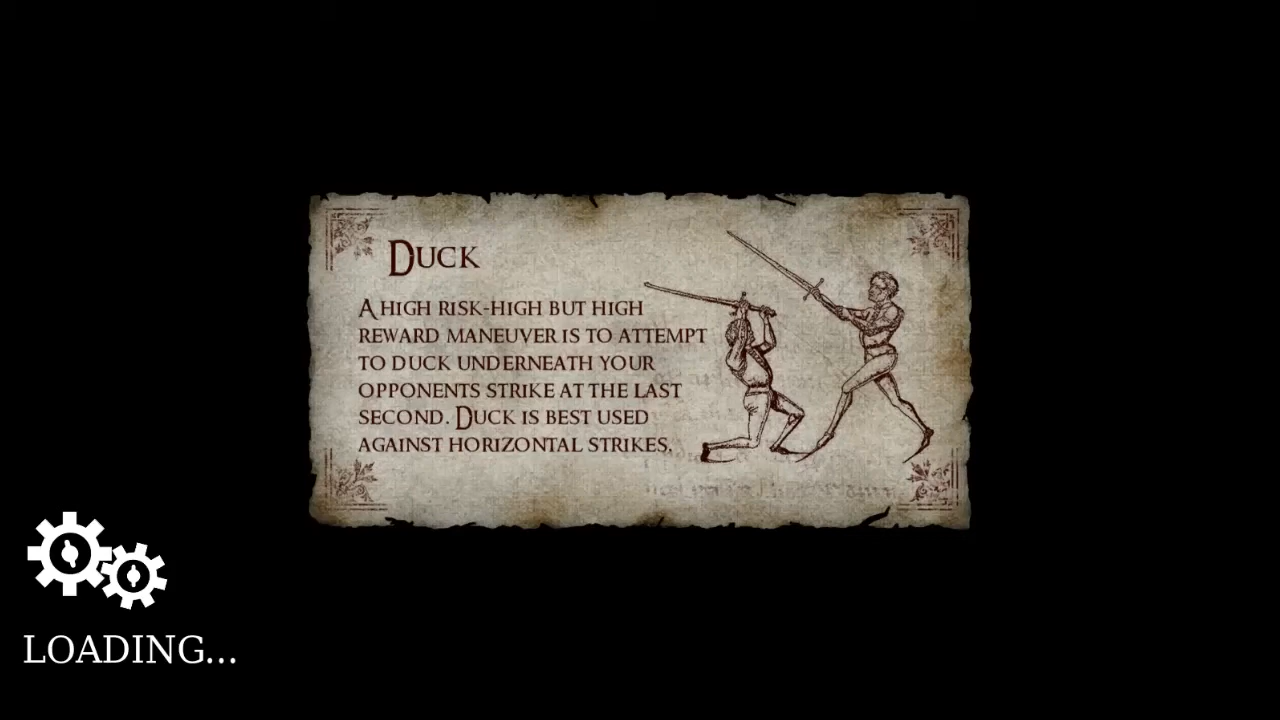 DUCK
A HIGH RISK-HIGH BUT HIGH
REWARD MANEUVER IS TO ATTEMPT
TO DUCK UNDERNEATH YOUR
OPPONENTS STRIKE AT THE LAST
SECOND. DUCK IS BEST USED
AGAINST HORIZONTAL STRIKES.
LOADING...